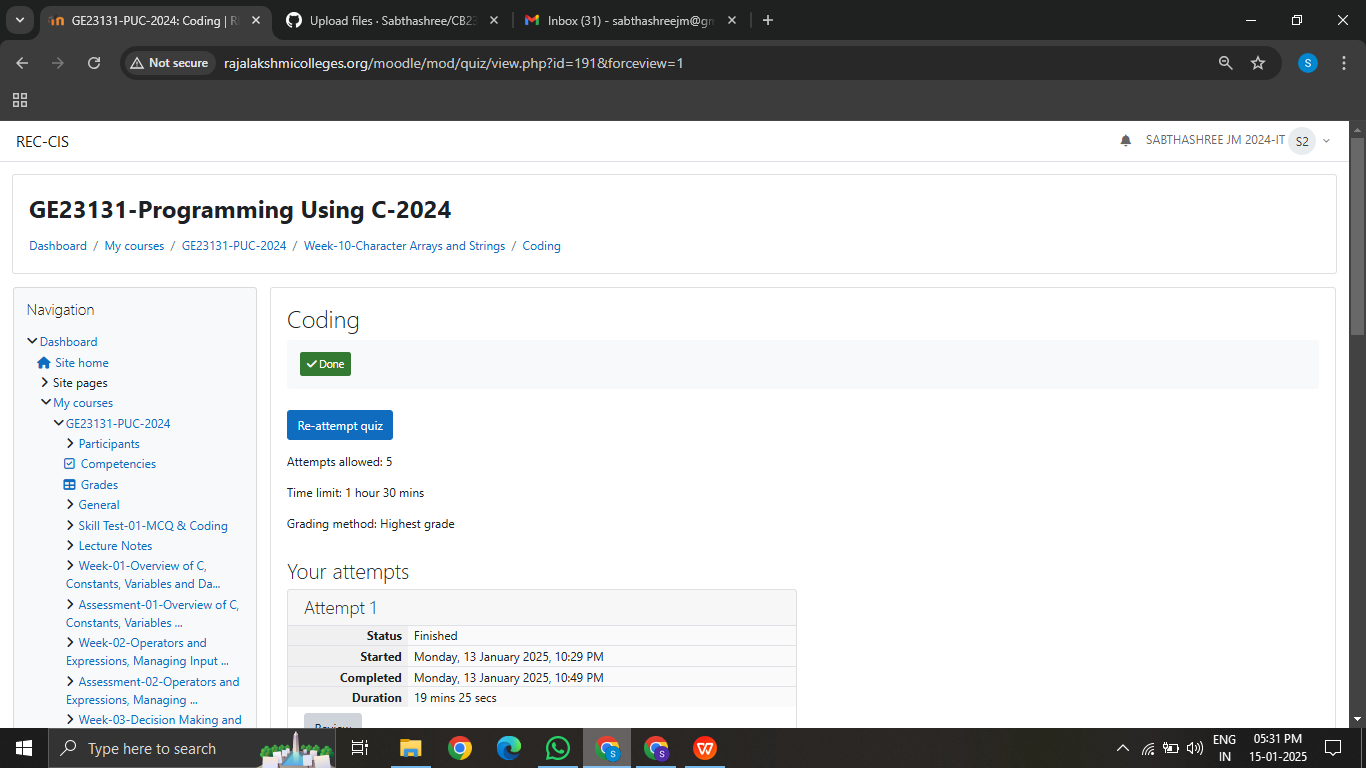 GE23131-PUC-2024: Coding | R
Upload files · Sabthashree/CB23
Inbox (31) - sabthashreejm@gm
Not secure
rajalakshmicolleges.org/moodle/mod/quiz/view.php?id=191&forceview=1
S
REC-CIS
SABTHASHREE JM 2024-IT S2
GE23131-Programming Using C-2024
Dashboard / My courses / GE23131-PUC-2024 / Week-10-Character Arrays and Strings / Coding
Navigation
Dashboard
Site home
Site pages
My courses
GE23131-PUC-2024
Participants
Competencies
Grades
General
Skill Test-01-MCQ & Coding
Lecture Notes
Week-01-Overview of C,
Constants, Variables and Da...
Assessment-01-Overview of C,
Constants, Variables ...
Week-02-Operators and
Expressions, Managing Input ...
Assessment-02-Operators and
Expressions, Managing ...
Week-03-Decision Making and
Coding
Done
Re-attempt quiz
Attempts allowed: 5
Time limit: 1 hour 30 mins
Grading method: Highest grade
Your attempts
Attempt 1
Status Finished
Started Monday, 13 January 2025, 10:29 PM
Completed Monday, 13 January 2025, 10:49 PM
Duration 19 mins 25 secs
Review
Type here to search
ENG
IN
05:31 PM
15-01-2025